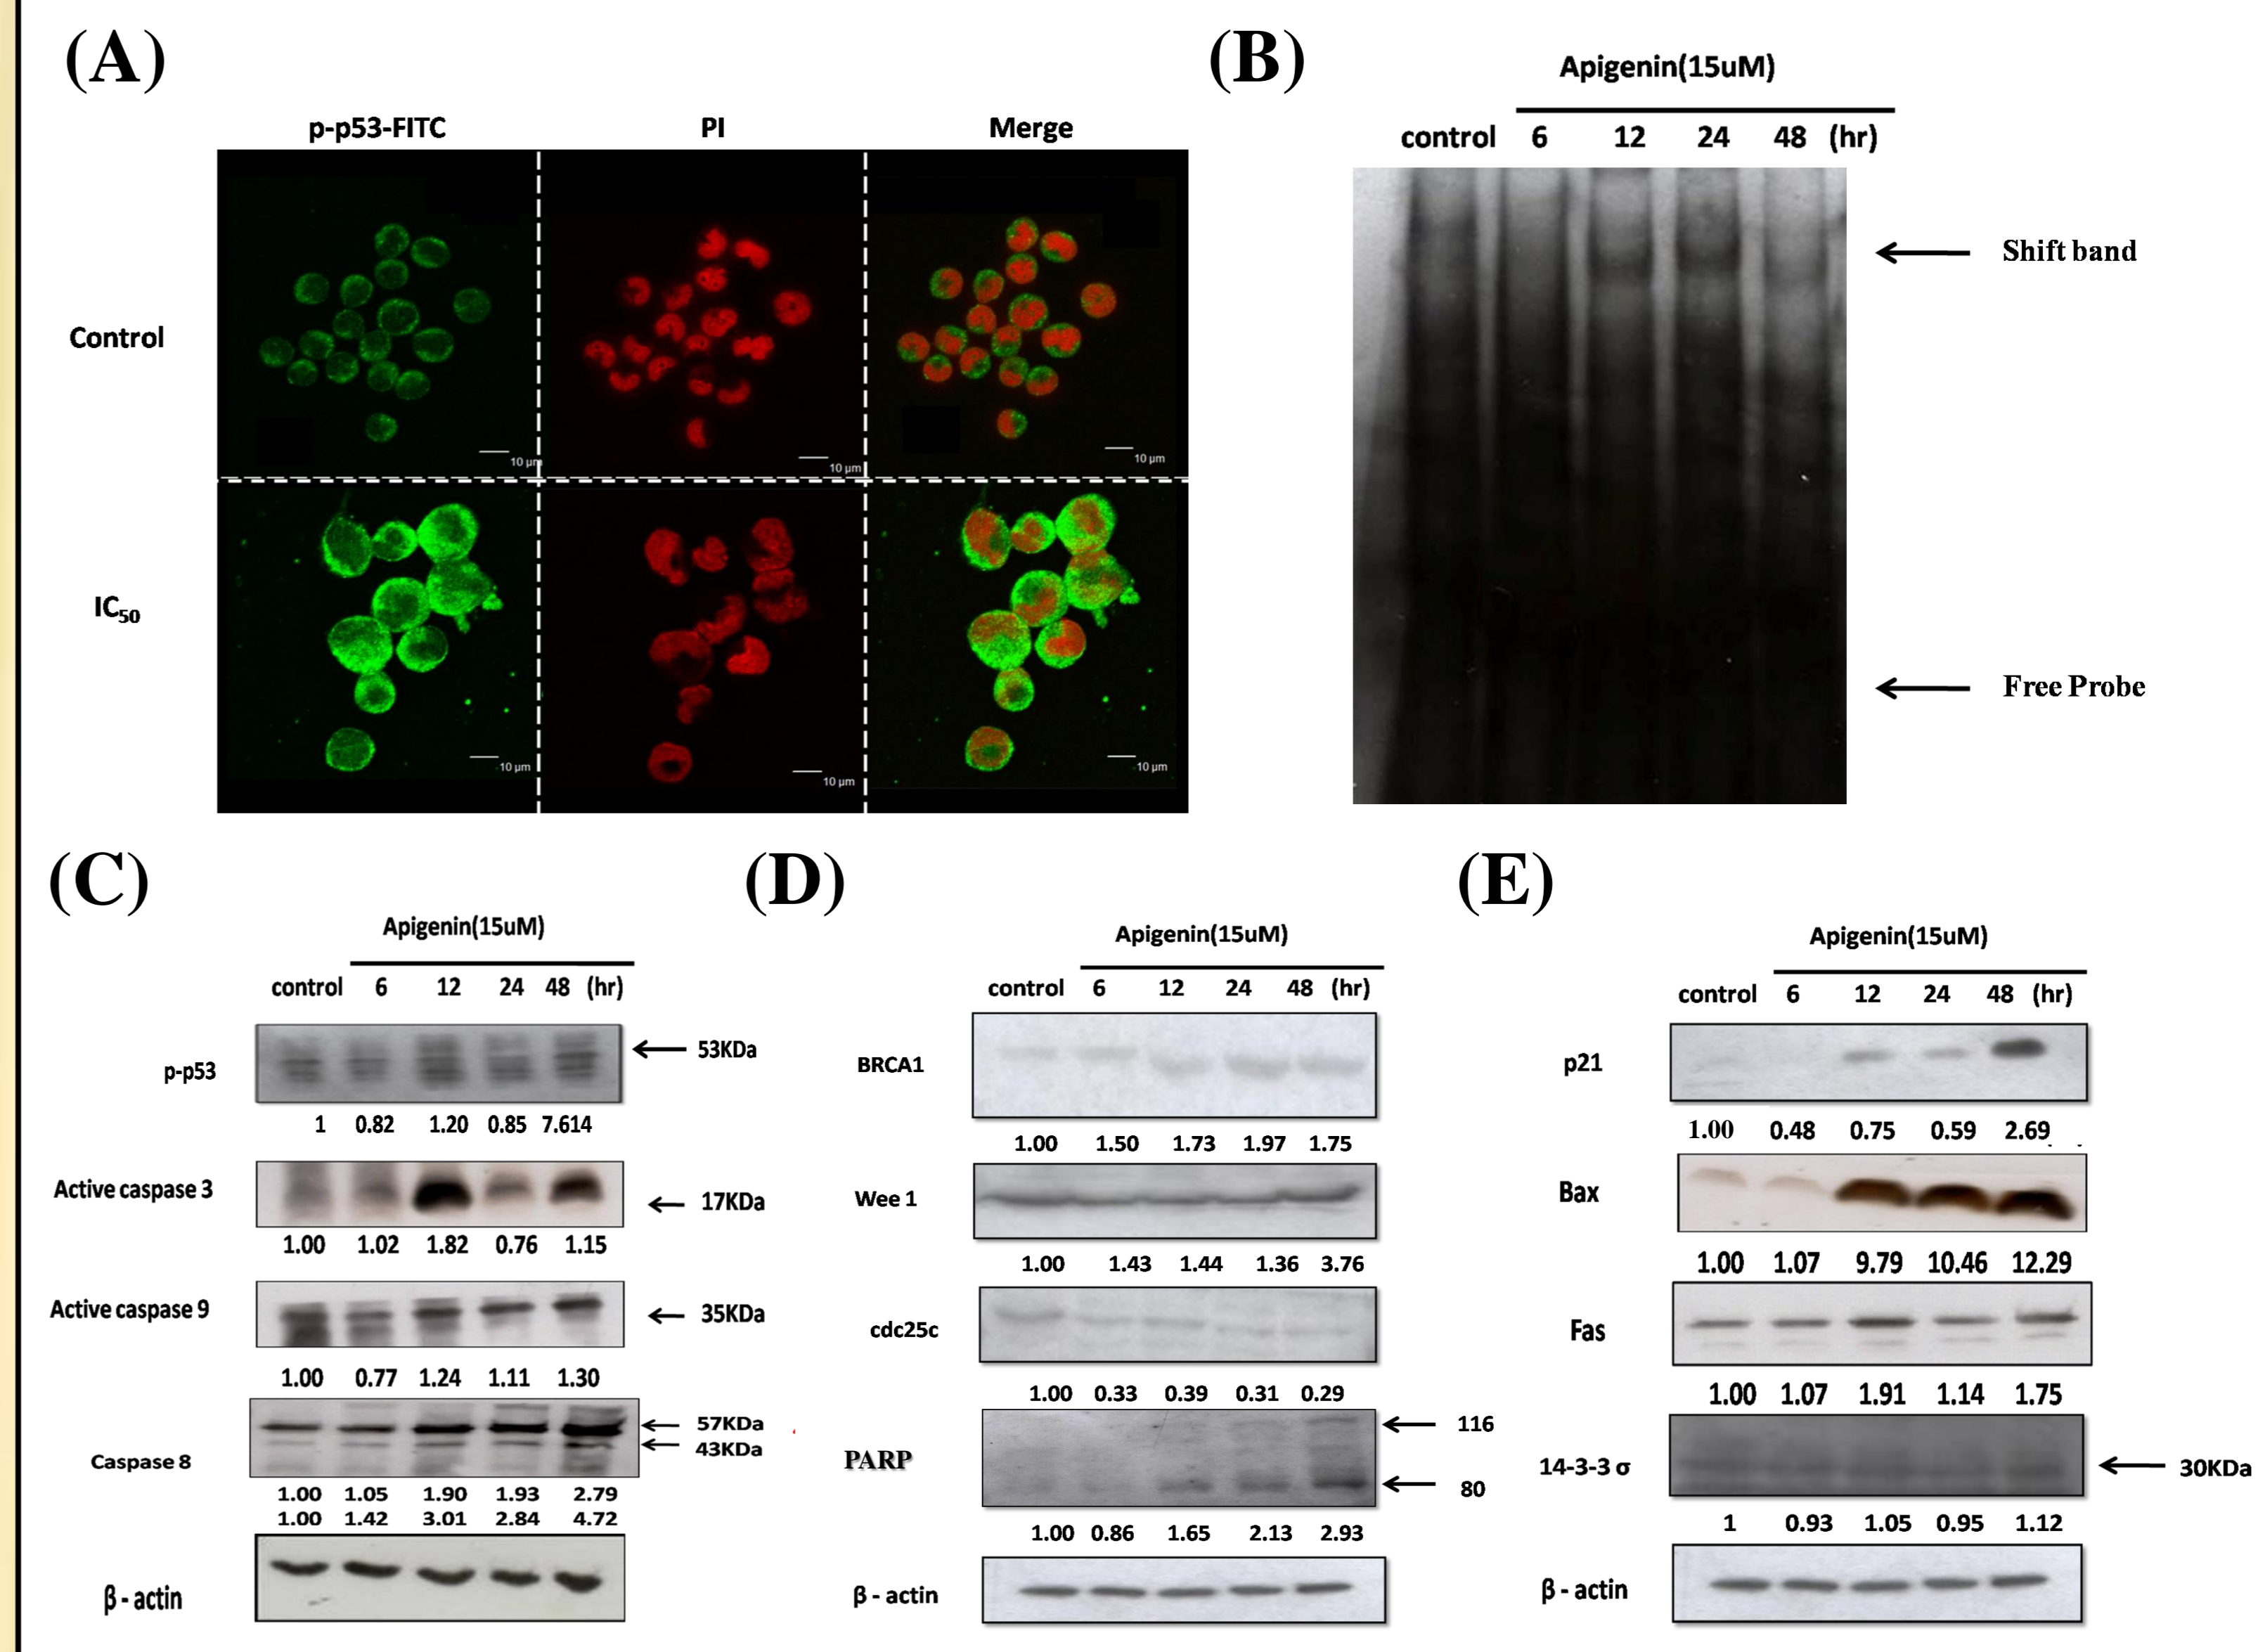 (A)
p-p53-FITC PI Merge
Control
10 µm 10 µm 10 µm
IC50
10 µm 10 µm 10 µm
(B)
Apigenin(15uM)
control 6 12 24 48 (hr)
Shift band
Free Probe
(C)
Apigenin(15uM)
control 6 12 24 48 (hr)
p-p53 53KDa
1 0.82 1.20 0.85 7.614
Active caspase 3 17KDa
1.00 1.02 1.82 0.76 1.15
Active caspase 9 35KDa
1.00 0.77 1.24 1.11 1.30
57KDa
43KDa
Caspase 8
1.00 1.05 1.90 1.93 2.79
1.00 1.42 3.01 2.84 4.72
β - actin
(D)
Apigenin(15uM)
control 6 12 24 48 (hr)
BRCA1
1.00 1.50 1.73 1.97 1.75
Wee 1
1.00 1.43 1.44 1.36 3.76
cdc25c
1.00 0.33 0.39 0.31 0.29
116
PARP
80
1.00 0.86 1.65 2.13 2.93
β - actin
(E)
Apigenin(15uM)
control 6 12 24 48 (hr)
p21
1.00 0.48 0.75 0.59 2.69
Bax
1.00 1.07 9.79 10.46 12.29
Fas
1.00 1.07 1.91 1.14 1.75
14-3-3 σ 30KDa
1 0.93 1.05 0.95 1.12
β - actin